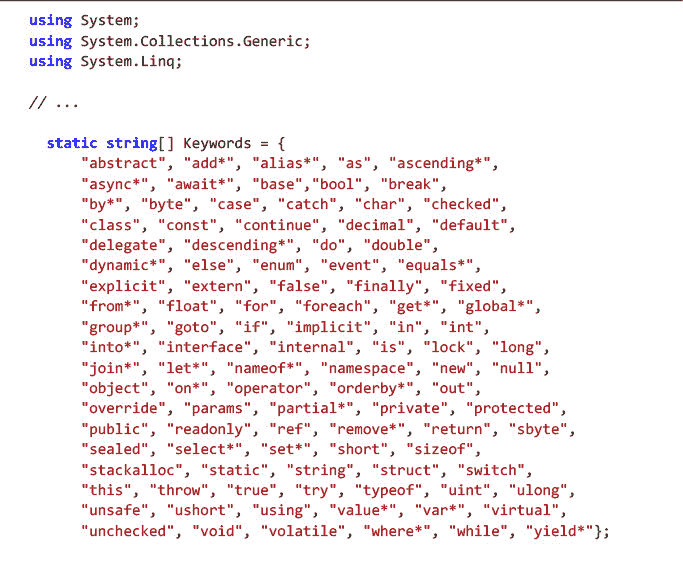 using System;
using System.Collections.Generic;
using System.Linq;
// ...
static string[] Keywords = {
"abstract", "add*", "alias*", "as", "ascending*",
"async*", "await*", "base","bool", "break",
"by*", "byte", "case", "catch", "char", "checked",
"class", "const", "continue", "decimal", "default",
"delegate", "descending*", "do", "double",
"dynamic*", "else", "enum", "event", "equals*",
"explicit", "extern", "false", "finally", "fixed",
"from*", "float", "for", "foreach", "get*", "global*",
"group*", "goto", "if", "implicit", "in", "int",
"into*", "interface", "internal", "is", "lock", "long",
"join*", "let*", "nameof*", "namespace", "new", "null",
"object", "on*", "operator", "orderby*", "out",
"override", "params", "partial*", "private", "protected",
"public", "readonly", "ref", "remove*", "return", "sbyte",
"sealed", "select*", "set*", "short", "sizeof",
"stackalloc", "static", "string", "struct", "switch",
"this", "throw", "true", "try", "typeof", "uint", "ulong",
"unsafe", "ushort", "using", "value*", "var*", "virtual",
"unchecked", "void", "volatile", "where*", "while", "yield*"};